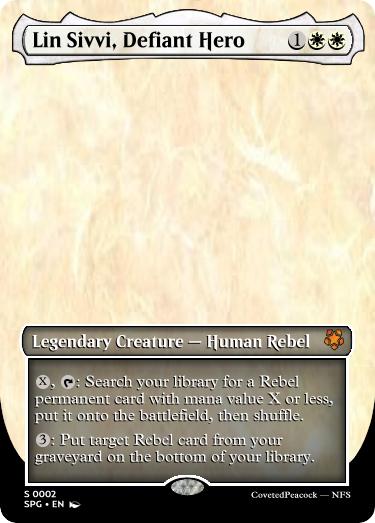 Lin Sivvi, Defiant Hero 1
Legendary Creature — Human Rebel
X, : Search your library for a Rebel
permanent card with mana value X or less,
put it onto the battlefield, then shuffle.
3: Put target Rebel card from your
graveyard on the bottom of your library.
S 0002
SPG • EN CovetedPeacock — NFS